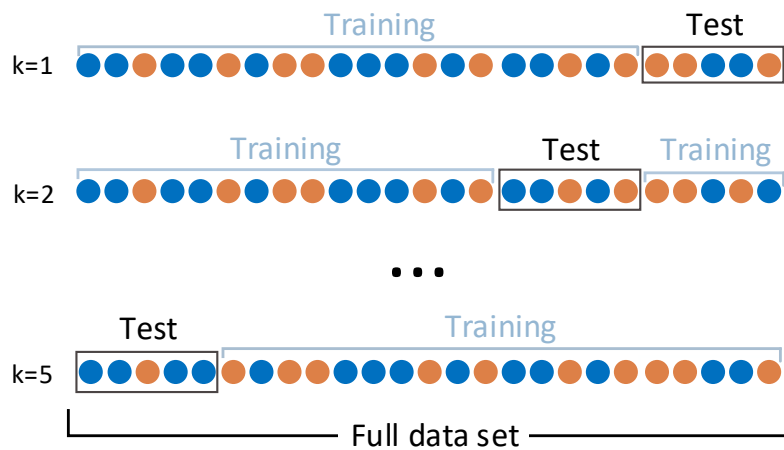 Training Test
k=1
Training Test Training
k=2
...
Test Training
k=5
Full data set